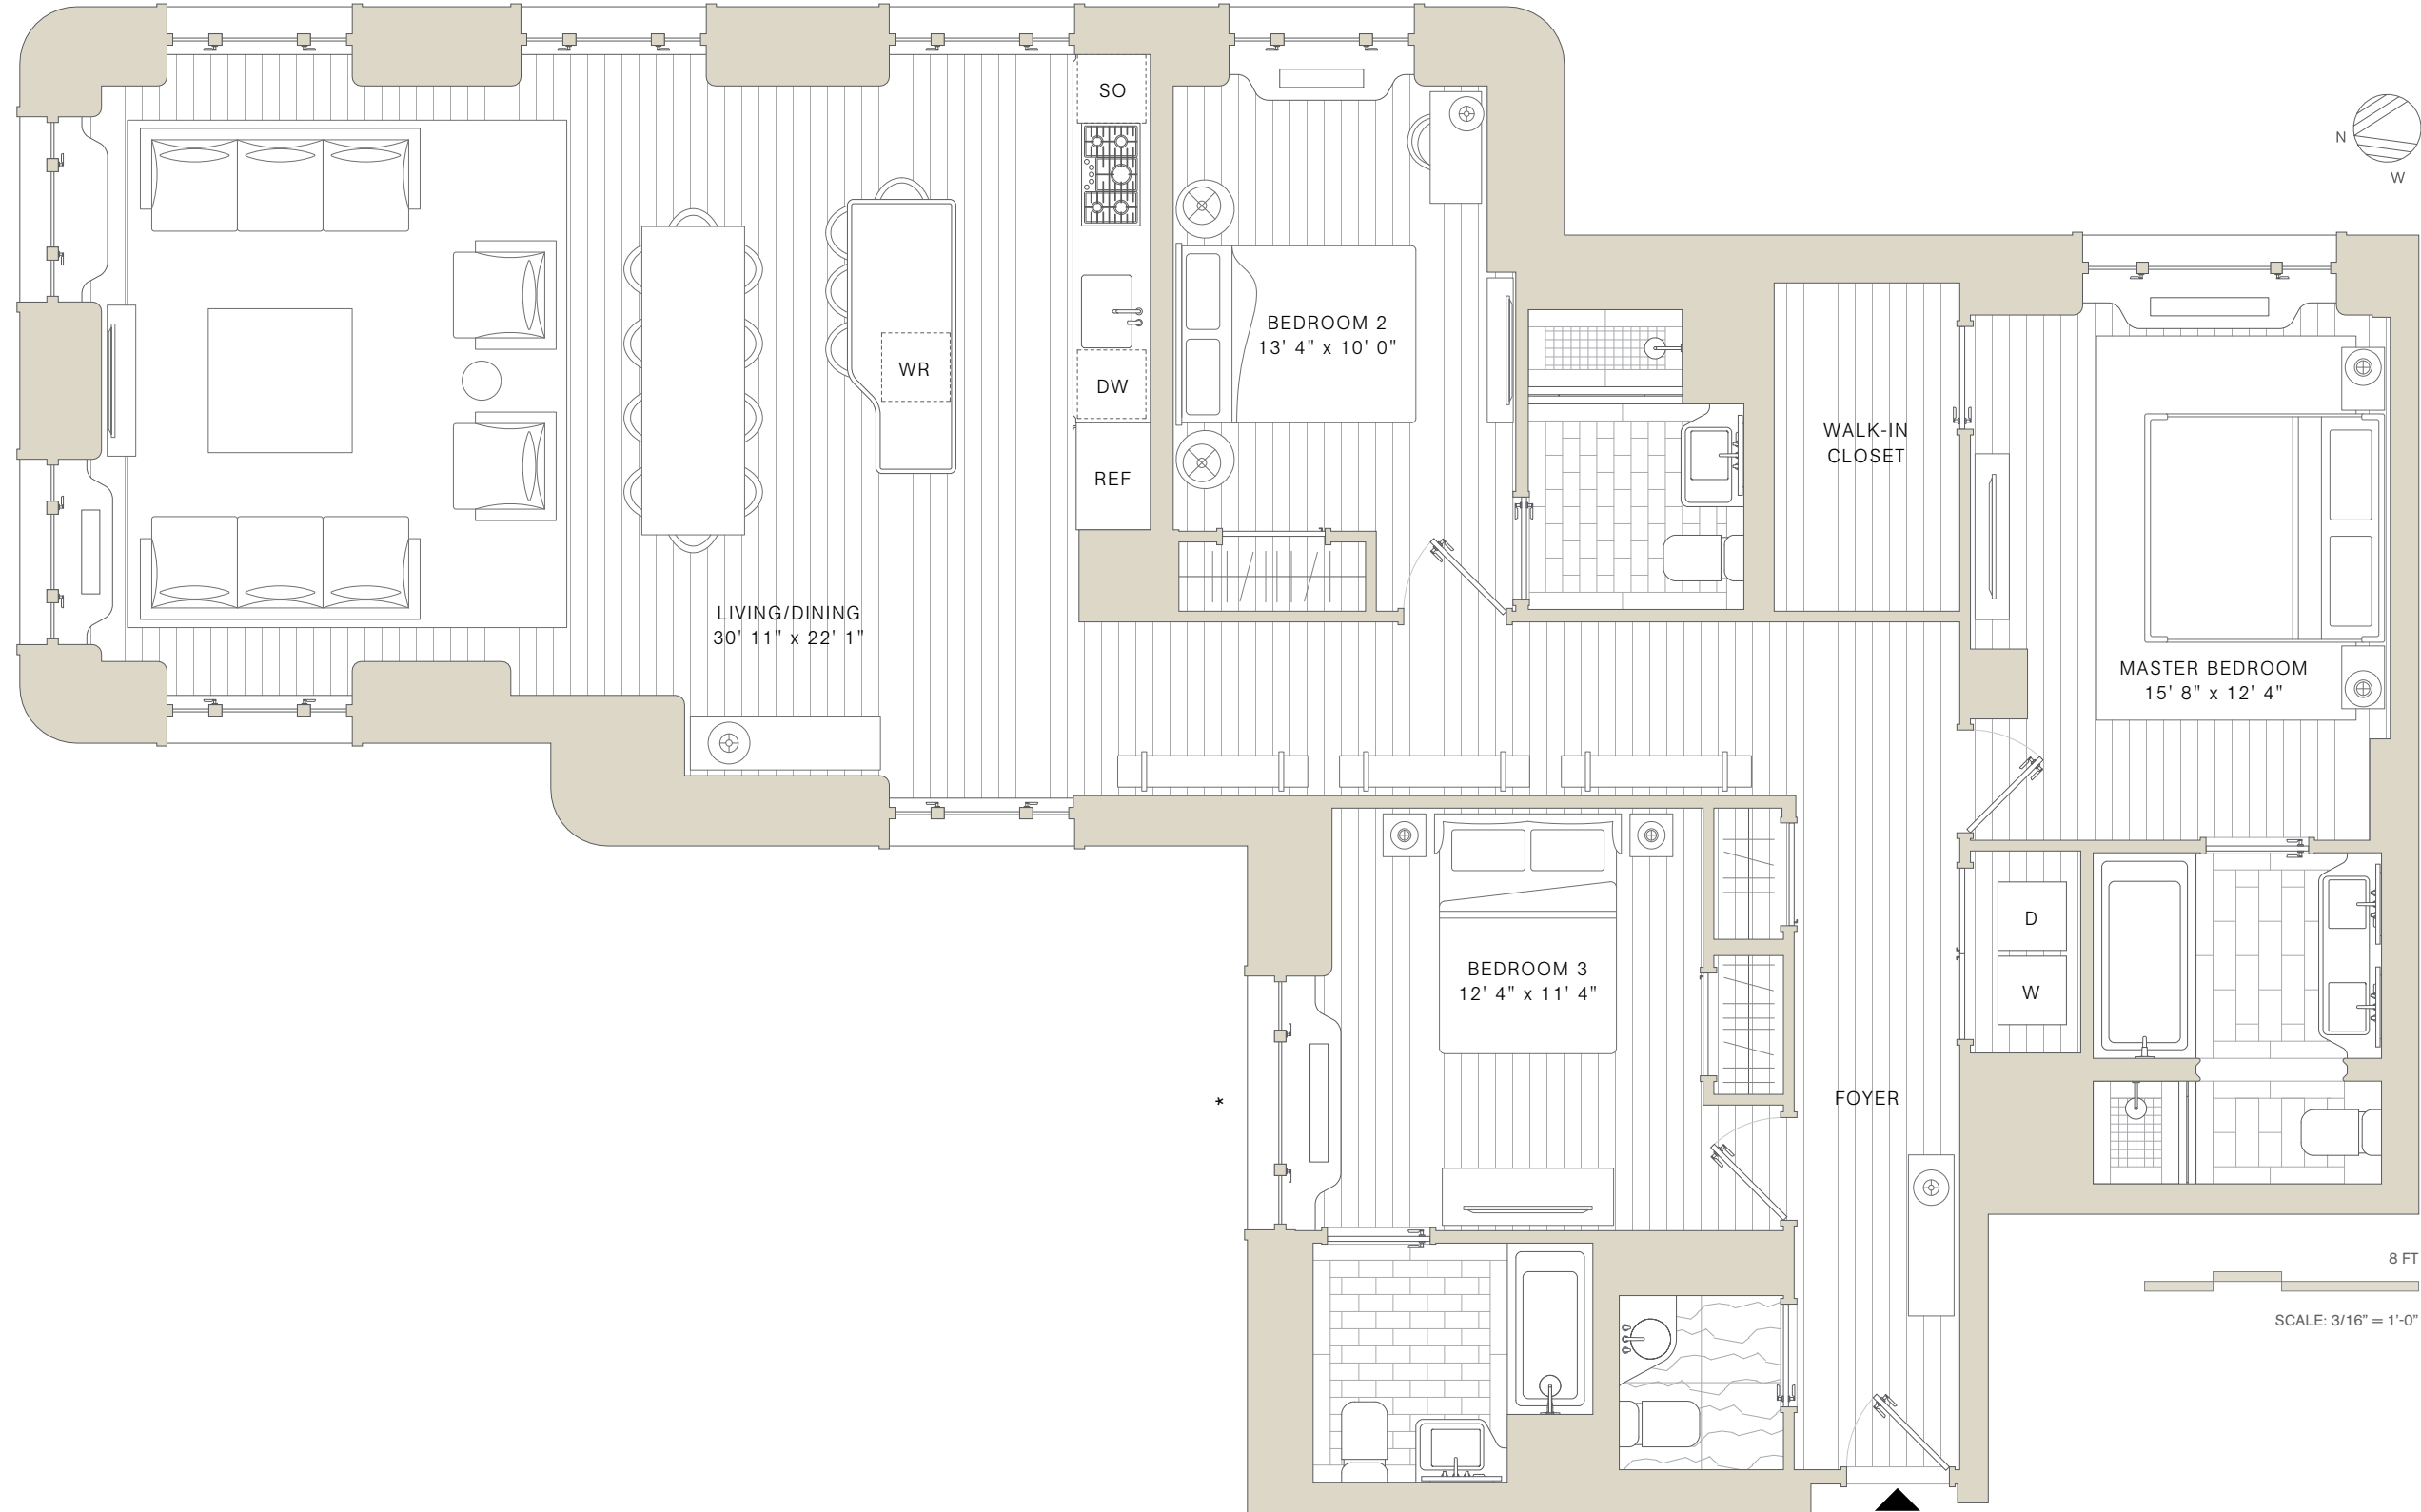 SO
N
W
BEDROOM 2
13' 4" x 10' 0"
WR
DW
REF
WALK-IN
CLOSET
LIVING/DINING
30' 11" x 22' 1"
MASTER BEDROOM
15' 8" x 12' 4"
D
W
BEDROOM 3
12' 4" x 11' 4"
*
FOYER
8 FT
SCALE: 3/16" = 1'-0"